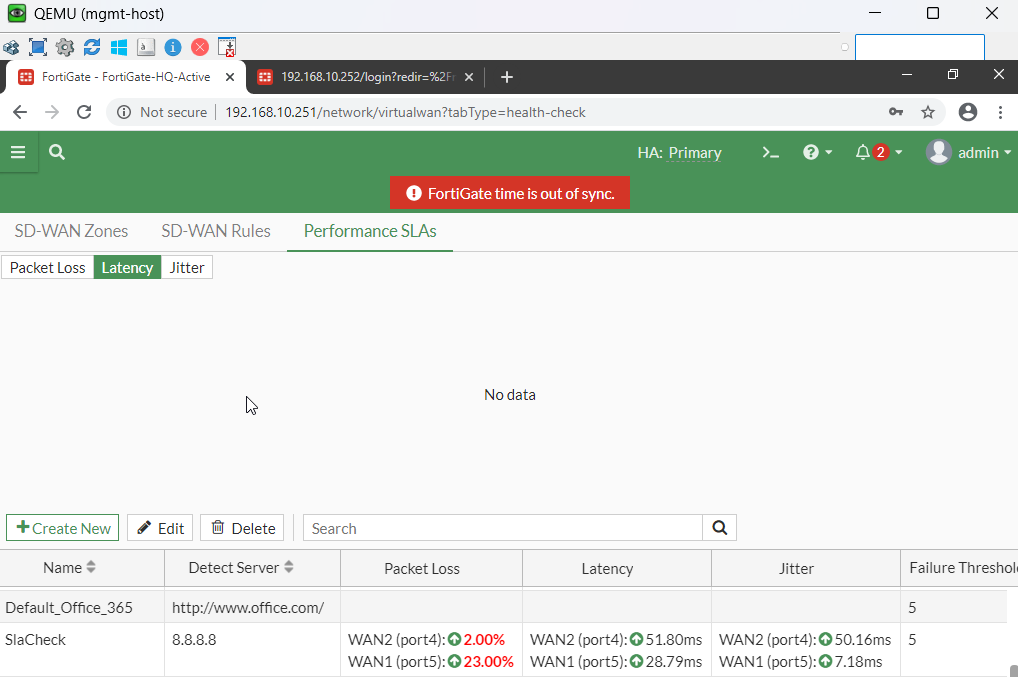 QEMU (mgmt-host)
FortiGate - FortiGate-HQ-Active
192.168.10.252/login?redir=%2F
Not secure
192.168.10.251/network/virtualwan?tabType=health-check
HA: Primary
2
admin
FortiGate time is out of sync.
SD-WAN Zones SD-WAN Rules Performance SLAs
Packet Loss Latency Jitter
No data
Create New Edit Delete Search
Name Detect Server Packet Loss Latency Jitter Failure Threshol
Default_Office_365 http://www.office.com/ 5
SlaCheck 8.8.8.8 WAN2 (port4): 2.00% WAN2 (port4): 51.80ms WAN2 (port4): 50.16ms 5
WAN1 (port5): 23.00% WAN1 (port5): 28.79ms WAN1 (port5): 7.18ms